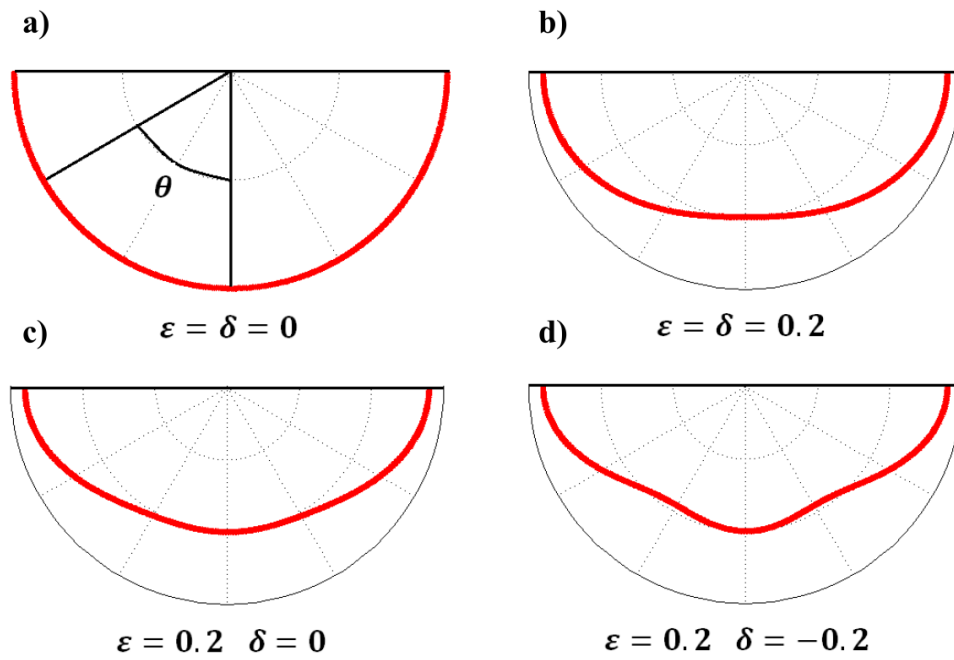 a)
b)
θ
ε = δ = 0
ε = δ = 0.2
c)
d)
ε = 0.2 δ = 0
ε = 0.2 δ = −0.2